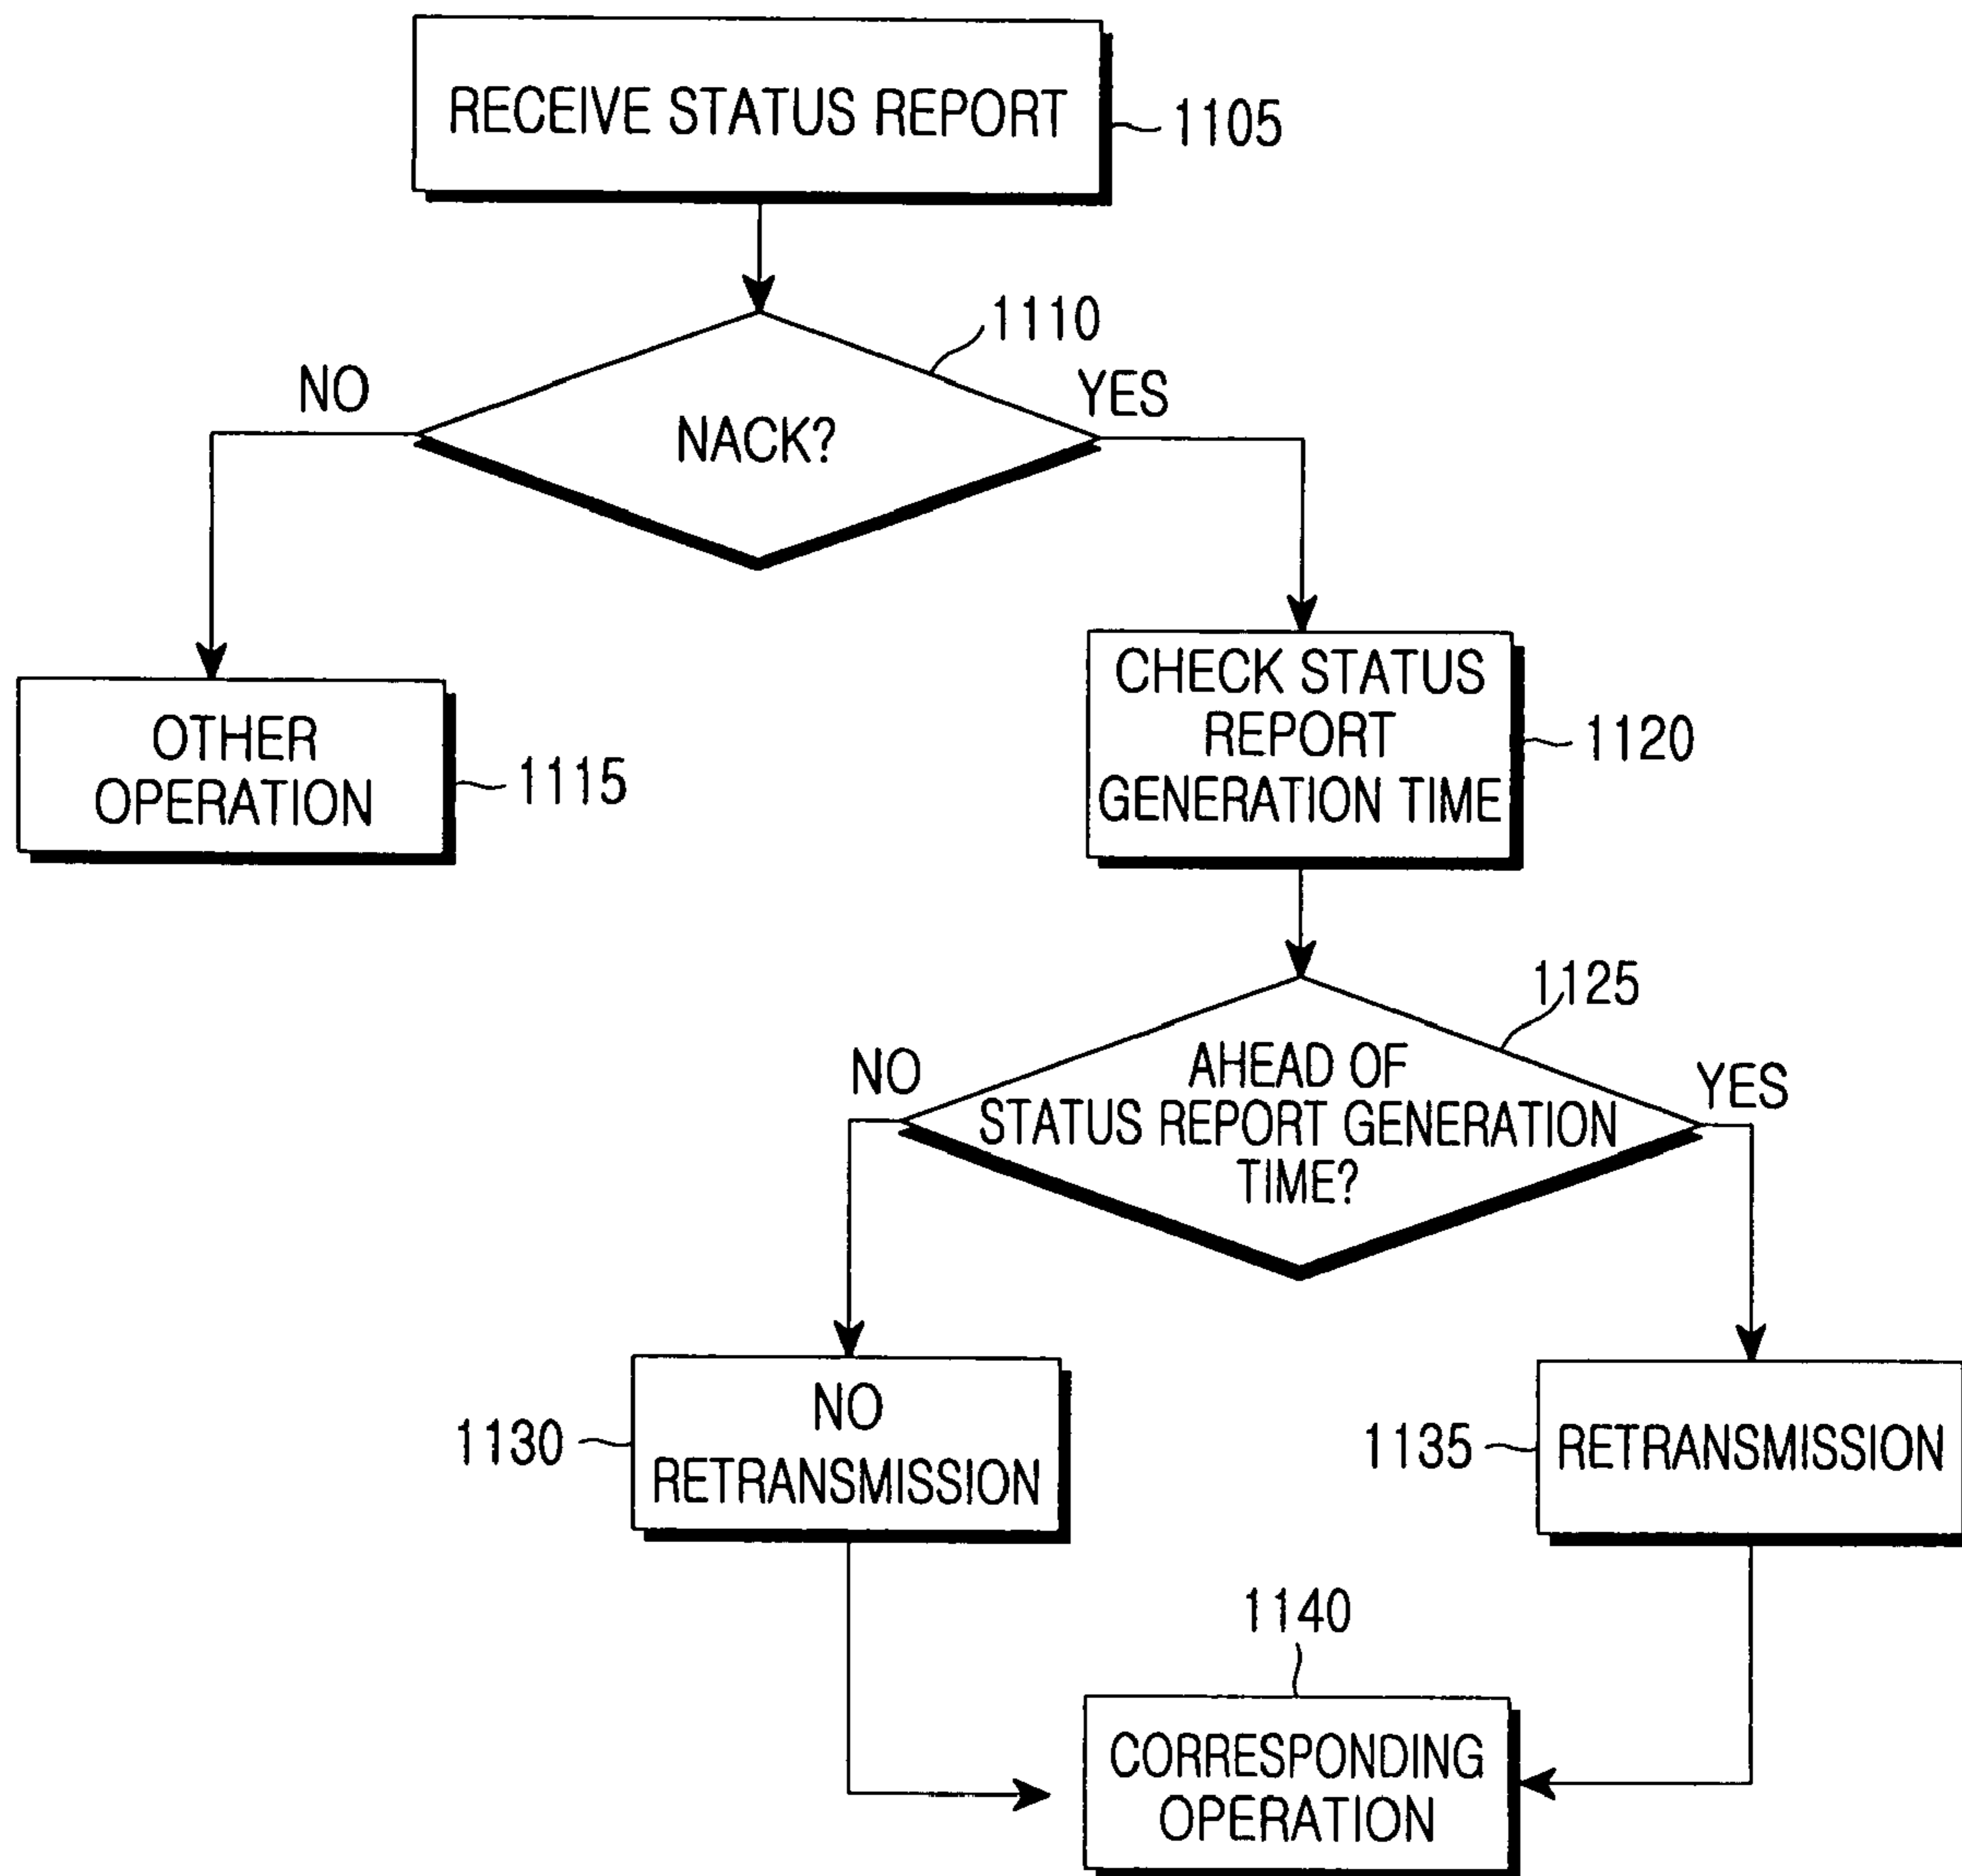 RECEIVE STATUS REPORT
1105
1110
NO
YES
NACK?
OTHER
OPERATION
1115
CHECK STATUS
REPORT
GENERATION TIME
1120
1125
NO
YES
AHEAD OF
STATUS REPORT GENERATION
TIME?
1130
NO
RETRANSMISSION
1135
RETRANSMISSION
1140
CORRESPONDING
OPERATION